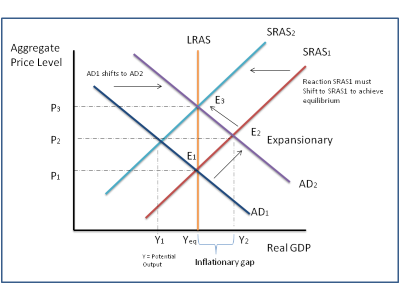 LRAS
SRAS2
SRAS1
Aggregate
Price Level
AD1 shifts to AD2
Reaction SRAS1 must
Shift to SRAS1 to achieve
equilibrium
P3
E3
P2
E2
Expansionary
E1
P1
AD2
AD1
Y1
Yeq
Y2
Real GDP
Y = Potential
Output
Inflationary gap